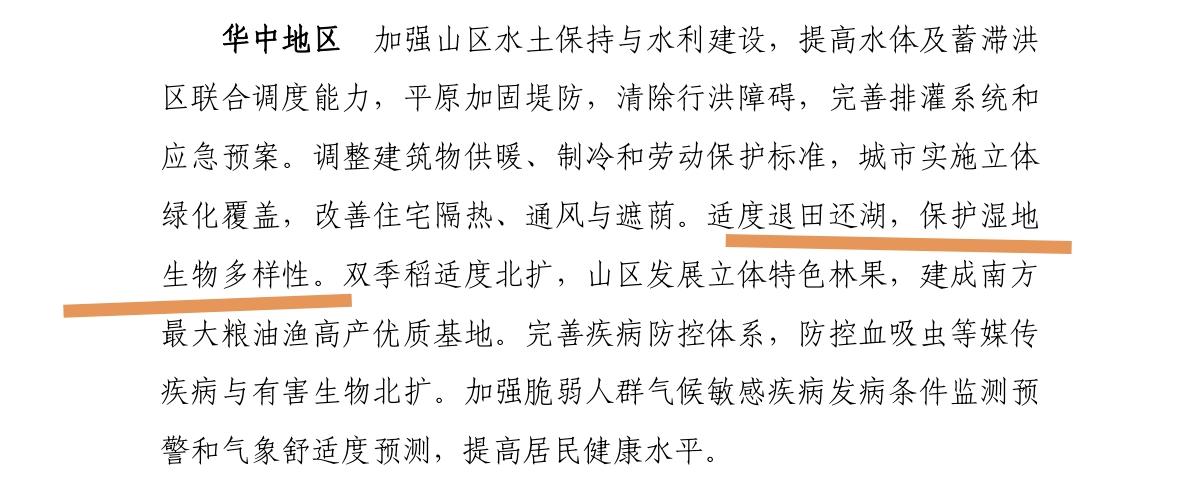 华中地区 加强山区水土保持与水利建设，提高水体及蓄滞洪
区联合调度能力，平原加固堤防，清除行洪障碍，完善排灌系统和
应急预案。调整建筑物供暖、制冷和劳动保护标准，城市实施立体
绿化覆盖，改善住宅隔热、通风与遮荫。适度退田还湖，保护湿地
生物多样性。双季稻适度北扩，山区发展立体特色林果，建成南方
最大粮油渔高产优质基地。完善疾病防控体系，防控血吸虫等媒传
疾病与有害生物北扩。加强脆弱人群气候敏感疾病发病条件监测预
警和气象舒适度预测，提高居民健康水平。